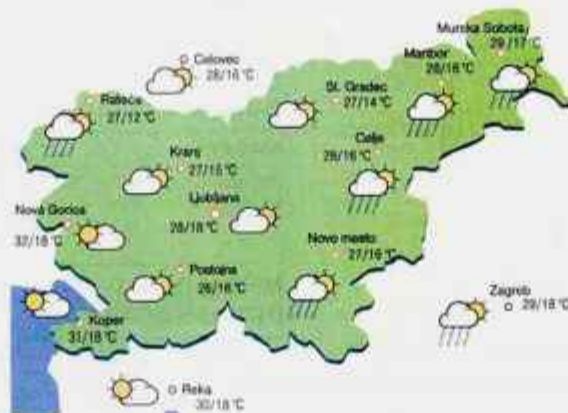 Murska Sobota
29/17 °C
Maribor
28/16 °C
Celovec
28/16 °C
Sl. Gradec
27/14 °C
Rateče
27/12 °C
Celje
28/16 °C
Kranj
27/15 °C
Ljubljana
28/18 °C
Nova Gorica
32/18 °C
Novo mesto
27/16 °C
Postojna
26/16 °C
Zagreb
29/18 °C
Koper
31/18 °C
Reka
30/18 °C